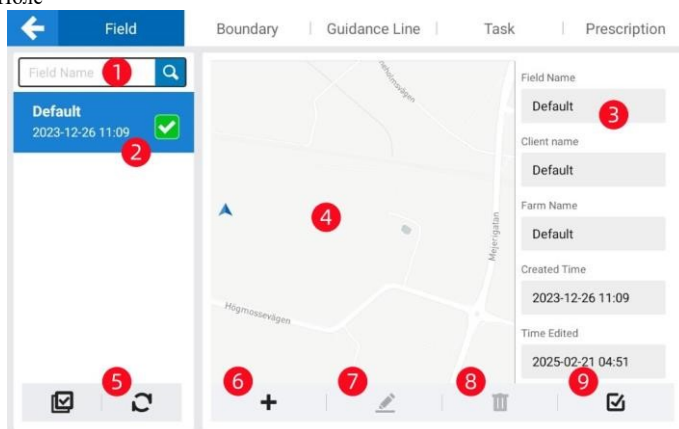 Поле
Field
Boundary
Guidance Line
Task
Prescription
Field Name
1
Default
2023-12-26 11:09
2
Högmossevägen
Mejerigatan
4
Field Name
Default
3
Client name
Default
Farm Name
Default
Created Time
2023-12-26 11:09
Time Edited
2025-02-21 04:51
5
6
7
8
9